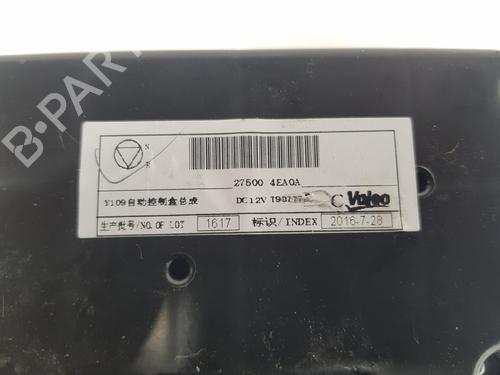 B-PARTS
N
R
27500 4EA0A
Y109自动控制盒总成 DC12V C Valeo
生产批号/NO.OF LOT 1617 标识/INDEX 2016-7-28